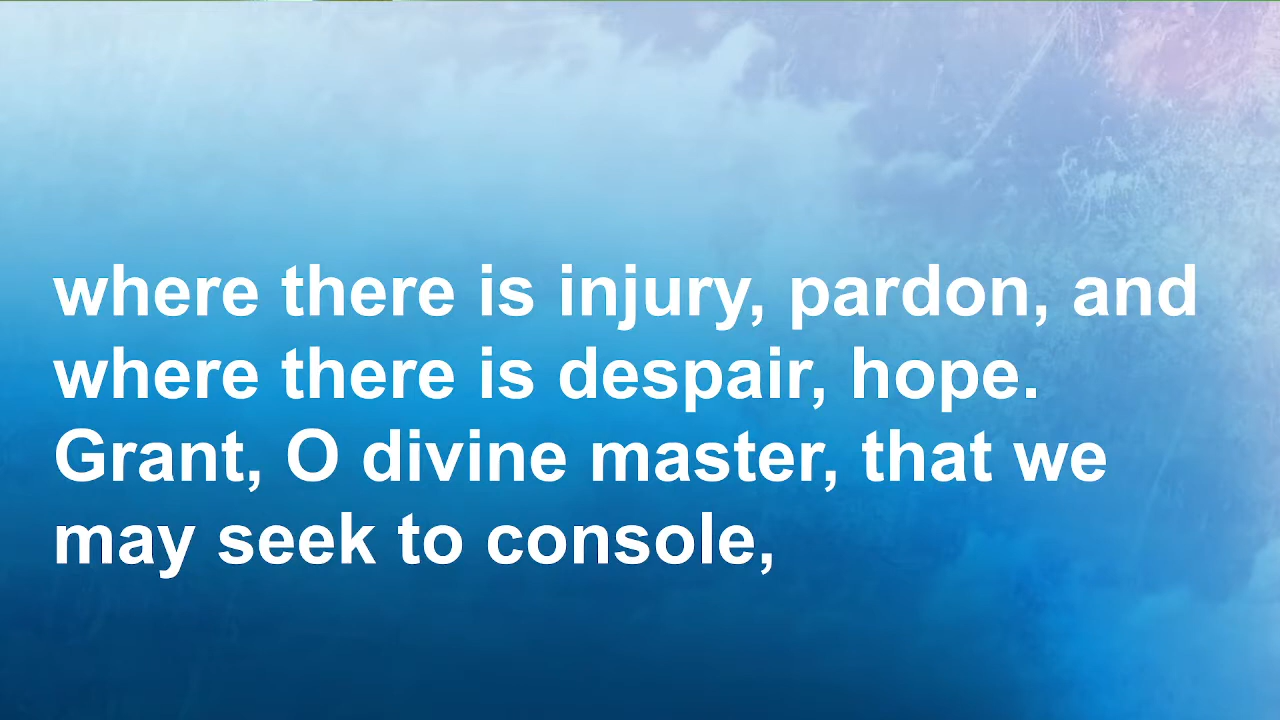 where there is injury, pardon, and
where there is despair, hope.
Grant, O divine master, that we
may seek to console,